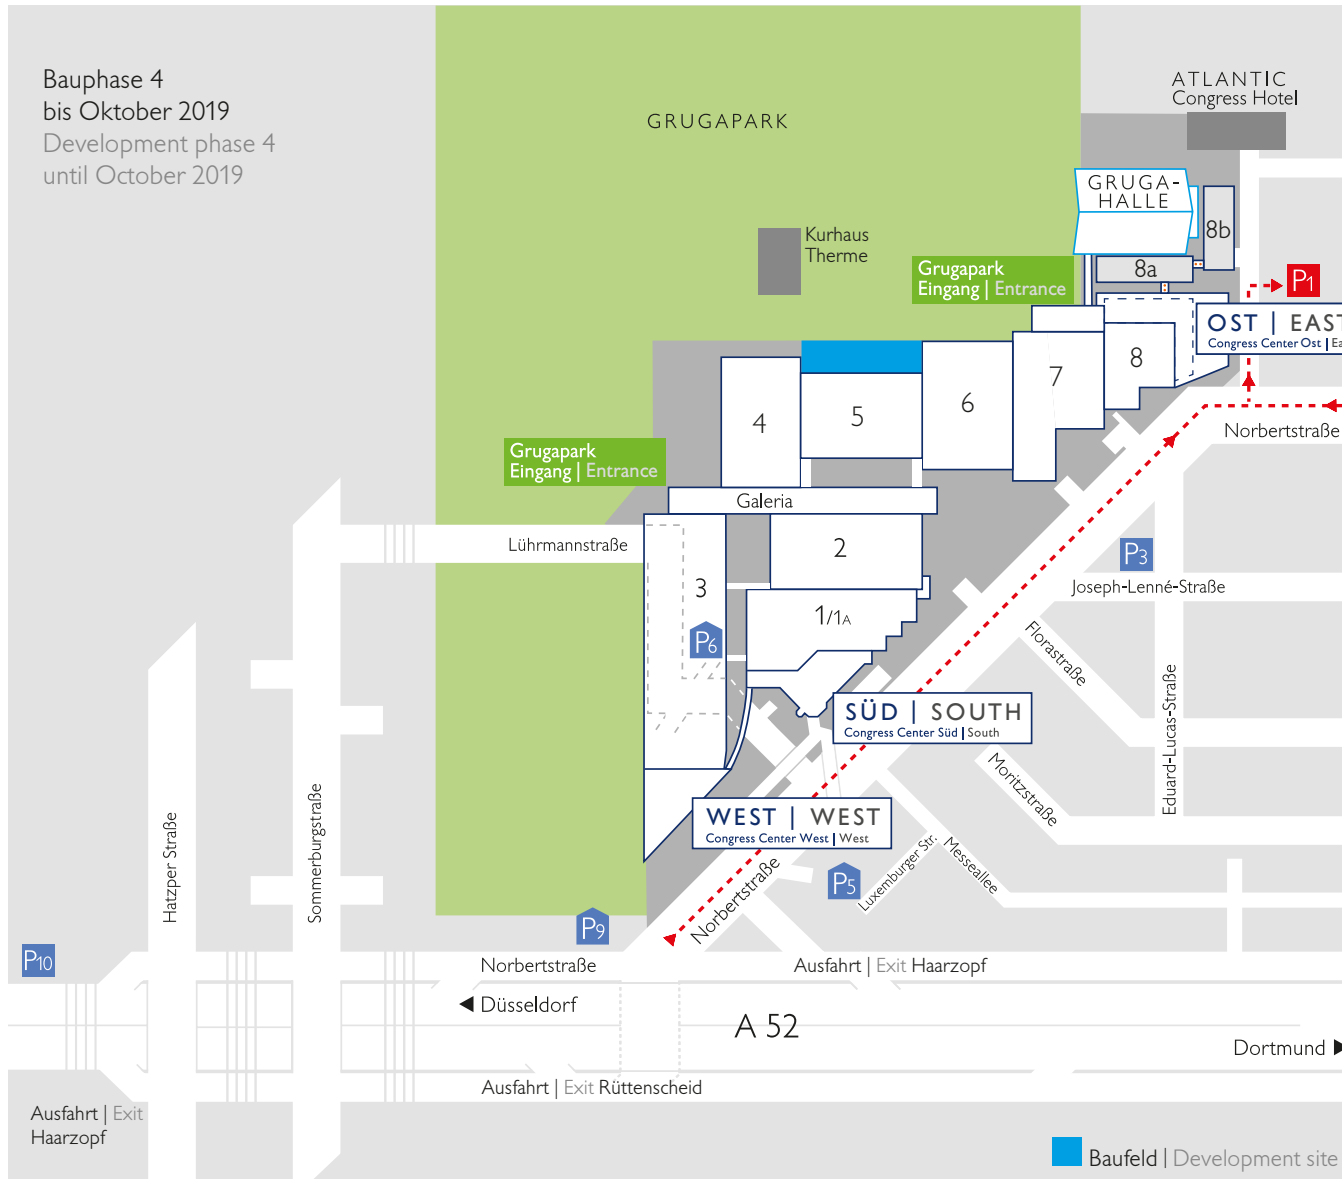 Bauphase 4
bis Oktober 2019
Development phase 4
until October 2019
GRUGAPARK
ATLANTIC
Congress Hotel
GRUGA-
HALLE
8b
8a
Kurhaus
Therme
Grugapark
Eingang | Entrance
P1
OST | EAST
Congress Center Ost | Ea
8
7
6
5
4
Norbertstraße
Grugapark
Eingang | Entrance
Galeria
Lührmannstraße
2
3
1/1A
P6
P3
Joseph-Lenné-Straße
Florastraße
Eduard-Lucas-Straße
Moritzstraße
SÜD | SOUTH
Congress Center Süd | South
WEST | WEST
Congress Center West | West
Hatzper Straße
Sommerburgstraße
Luxemburger Str.
Messeallee
P5
Norbertstraße
P9
P10
Norbertstraße
Ausfahrt | Exit Haarzopf
Düsseldorf
A 52
Dortmund
Ausfahrt | Exit Rüttenscheid
Ausfahrt | Exit
Haarzopf
Baufeld | Development site